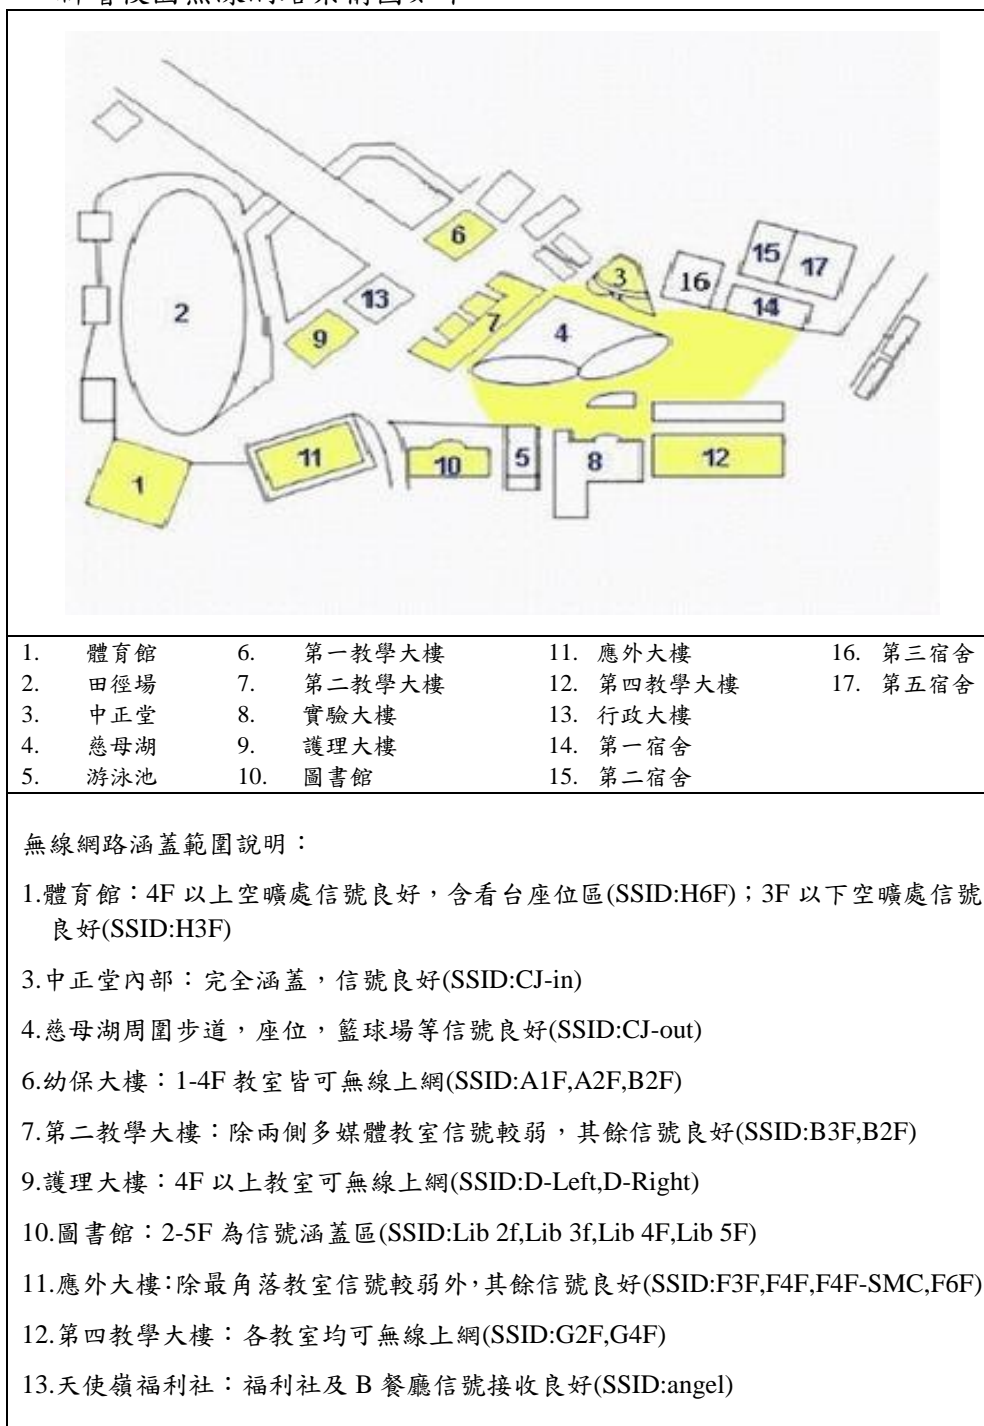 6
3
15
17
16
14
13
2
7
4
9
11
10
5
8
12
1
1. 體育館 6. 第一教學大樓 11. 應外大樓 16. 第三宿舍
2. 田徑場 7. 第二教學大樓 12. 第四教學大樓 17. 第五宿舍
3. 中正堂 8. 實驗大樓 13. 行政大樓
4. 慈母湖 9. 護理大樓 14. 第一宿舍
5. 游泳池 10. 圖書館 15. 第二宿舍
無線網路涵蓋範圍說明：
1.體育館：4F 以上空曠處信號良好，含看台座位區(SSID:H6F)；3F 以下空曠處信號
良好(SSID:H3F)
3.中正堂內部：完全涵蓋，信號良好(SSID:CJ-in)
4.慈母湖周圍步道，座位，籃球場等信號良好(SSID:CJ-out)
6.幼保大樓：1-4F 教室皆可無線上網(SSID:A1F,A2F,B2F)
7.第二教學大樓：除兩側多媒體教室信號較弱，其餘信號良好(SSID:B3F,B2F)
9.護理大樓：4F 以上教室可無線上網(SSID:D-Left,D-Right)
10.圖書館：2-5F 為信號涵蓋區(SSID:Lib 2f,Lib 3f,Lib 4F,Lib 5F)
11.應外大樓：除最角落教室信號較弱外，其餘信號良好(SSID:F3F,F4F,F4F-SMC,F6F)
12.第四教學大樓：各教室均可無線上網(SSID:G2F,G4F)
13.天使嶺福利社：福利社及 B 餐廳信號接收良好(SSID:angel)